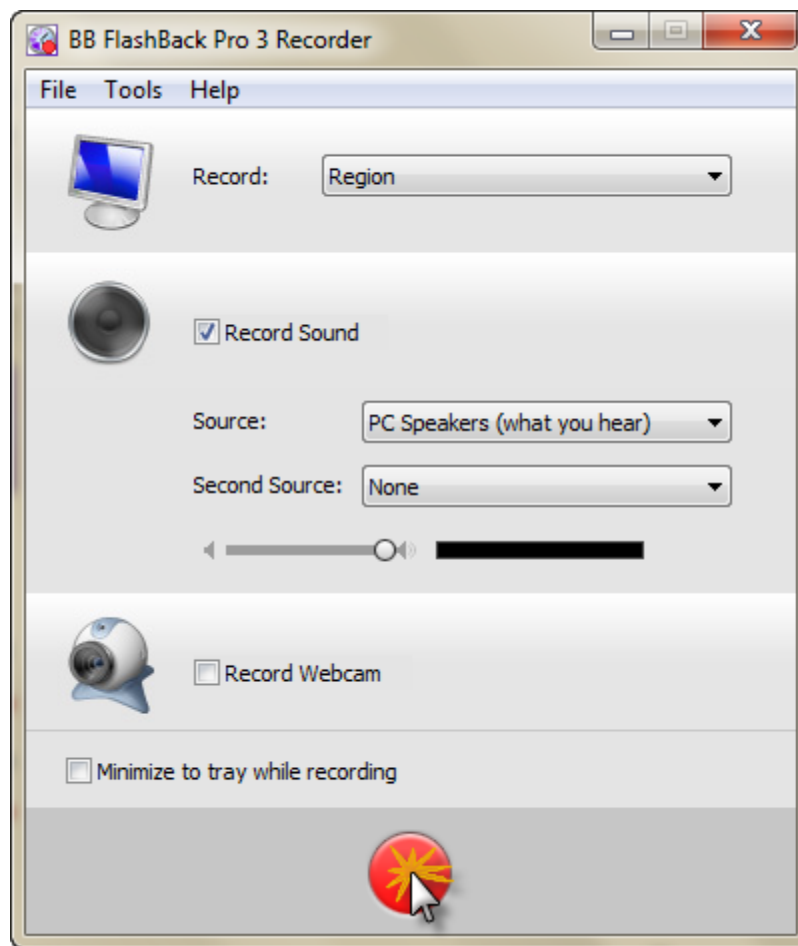 BB FlashBack Pro 3 Recorder
File Tools Help
Record: Region
Record Sound
Source: PC Speakers (what you hear)
Second Source: None
Record Webcam
Minimize to tray while recording